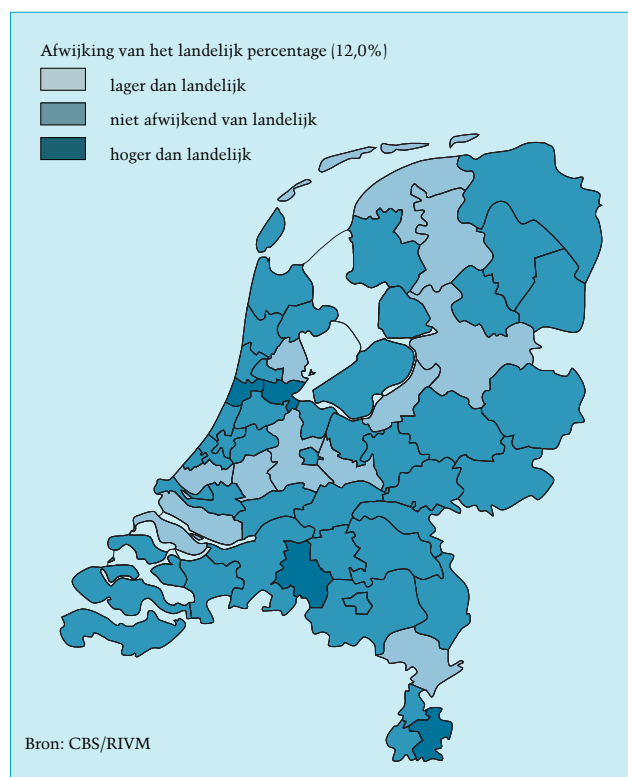 Afwijking van het landelijk percentage (12,0%)
lager dan landelijk
niet afwijkend van landelijk
hoger dan landelijk
Bron: CBS/RIVM